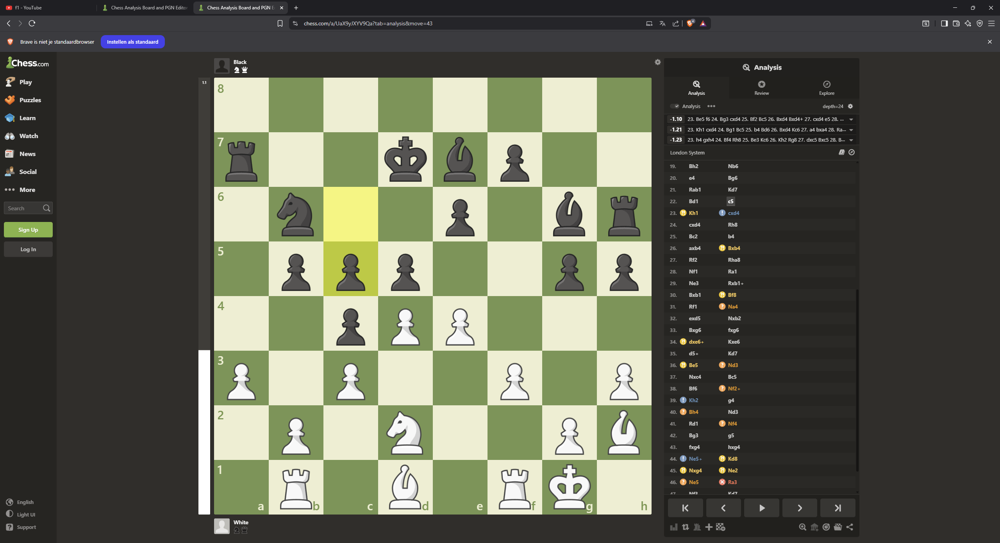 f1 - YouTube
Chess Analysis Board and PGN Editor
Chess Analysis Board and PGN E
chess.com/a/UaX9yJXYV9Qa?tab=analysis&move=43
4
Brave is niet je standaardbrowser
Instellen als standaard
Chess.com
Play
Puzzles
Learn
Watch
News
Social
More
Search
Sign Up
Log In
English
Light UI
Support
Black
1.1
8
7
6
5
4
3
2
1
a b c d e f g h
White
Analysis
Analysis
Review
Explore
Analysis
depth=24
-1.10 23. Be5 f6 24. Bg3 cxd4 25. Bf2 Bc5 26. Bxd4 Bxd4+ 27. cxd4 e5 28. ...
-1.21 23. Kh1 cxd4 24. Bg1 Bc5 25. b4 Bd6 26. Bxd4 Kc6 27. a4 bxa4 28. Ra...
-1.23 23. h4 gxh4 24. Bf4 Rh8 25. Be3 Kc6 26. Kh2 Rg8 27. dxc5 Bxc5 28. B...
London System
19. Bh2 Nb6
20. e4 Bg6
21. Rab1 Kd7
22. Bd1 c5
23. ?! Kh1 ! cxd4
24. cxd4 Rh8
25. Bc2 b4
26. axb4 ?! Bxb4
27. Rf2 Rha8
28. Nf1 Ra1
29. Ne3 Rxb1+
30. Bxb1 ?! Bf8
31. Rf1 ? Na4
32. exd5 Nxb2
33. Bxg6 fxg6
34. ?! dxe6+ Kxe6
35. d5+ Kd7
36. ?! Be5 ? Nd3
37. Nxc4 Bc5
38. Bf6 ? Nf2+
39. ! Kh2 g4
40. ? Bh4 Nd3
41. Rd1 ? Nf4
42. Bg3 g5
43. fxg4 hxg4
44. ! Ne5+ ?! Kd8
45. ?! Nxg4 ?! Ne2
46. ? Ne5 Ra3
47. Nf3 Kd7